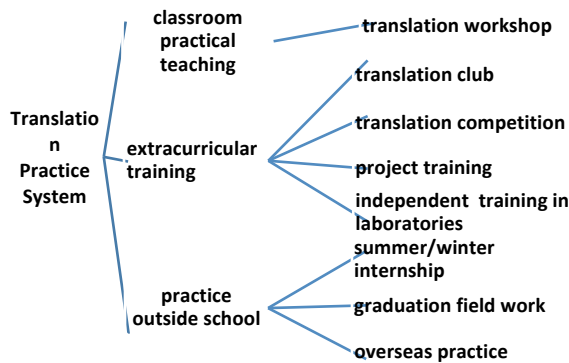 Translatio
n
Practice
System
classroom
practical
teaching
translation workshop
extracurricular
training
translation club
translation competition
project training
independent training in
laboratories
practice
outside school
summer/winter
internship
graduation field work
overseas practice